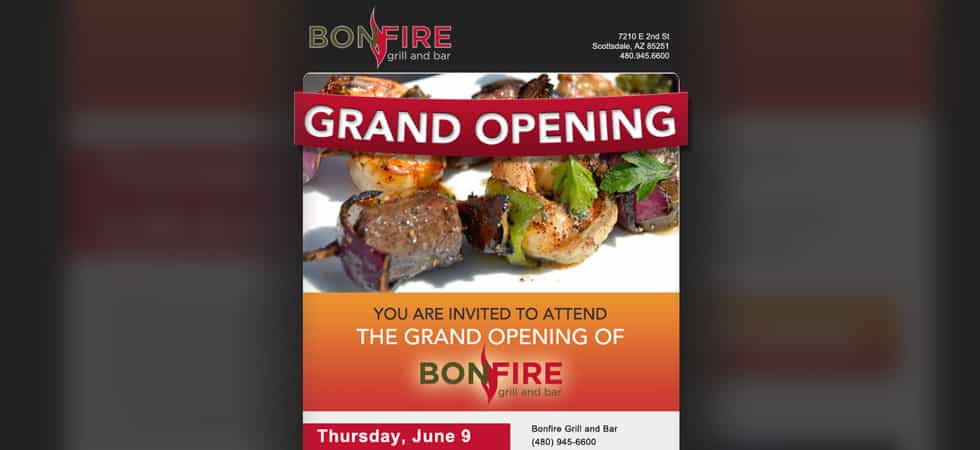 BONFIRE
grill and bar
7210 E 2nd St
Scottsdale, AZ 85251
480.945.6600
GRAND OPENING
YOU ARE INVITED TO ATTEND
THE GRAND OPENING OF
BONFIRE
grill and bar
Thursday, June 9
Bonfire Grill and Bar
(480) 945-6600